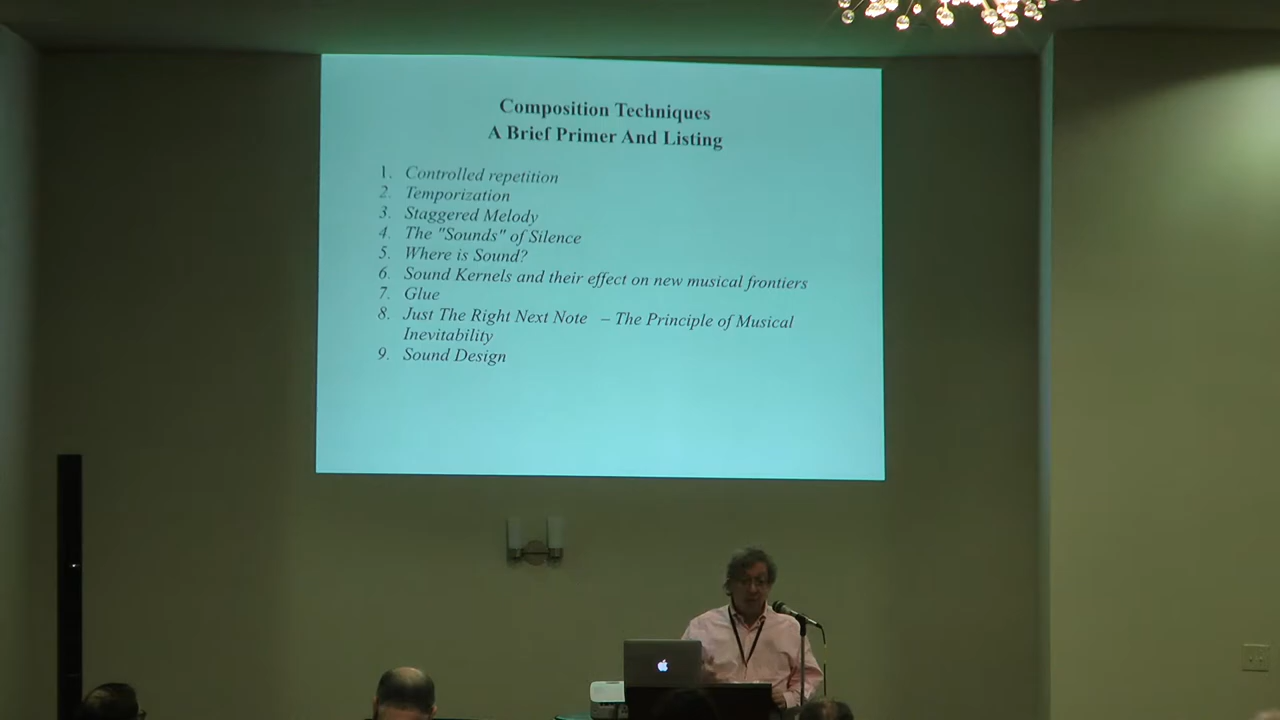 Composition Techniques
A Brief Primer And Listing
1. Controlled repetition
2. Temporization
3. Staggered Melody
4. The "Sounds" of Silence
5. Where is Sound?
6. Sound Kernels and their effect on new musical frontiers
7. Glue
8. Just The Right Next Note – The Principle of Musical
Inevitability
9. Sound Design